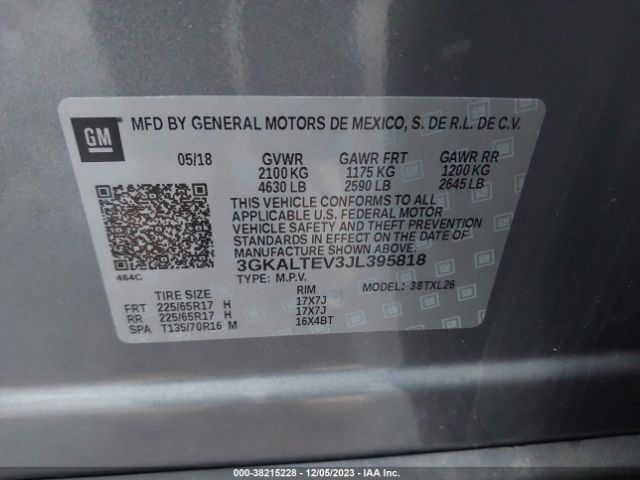 GM MFD BY GENERAL MOTORS DE MEXICO, S. DE R.L. DE C.V.
05/18 GVWR GAWR FRT GAWR RR
2100 KG 1175 KG 1200 KG
4630 LB 2590 LB 2645 LB
THIS VEHICLE CONFORMS TO ALL
APPLICABLE U.S. FEDERAL MOTOR
VEHICLE SAFETY AND THEFT PREVENTION
STANDARDS IN EFFECT ON THE DATE
OF MANUFACTURE SHOWN ABOVE.
464C 3GKALTEV3JL395818
TYPE: M.P.V. MODEL: 38TXL26
TIRE SIZE RIM
FRT 225/65R17 H 17X7J
RR 225/65R17 H 17X7J
SPA T135/70R16 M 16X4BT
000-38215228 - 12/05/2023 - IAA Inc.